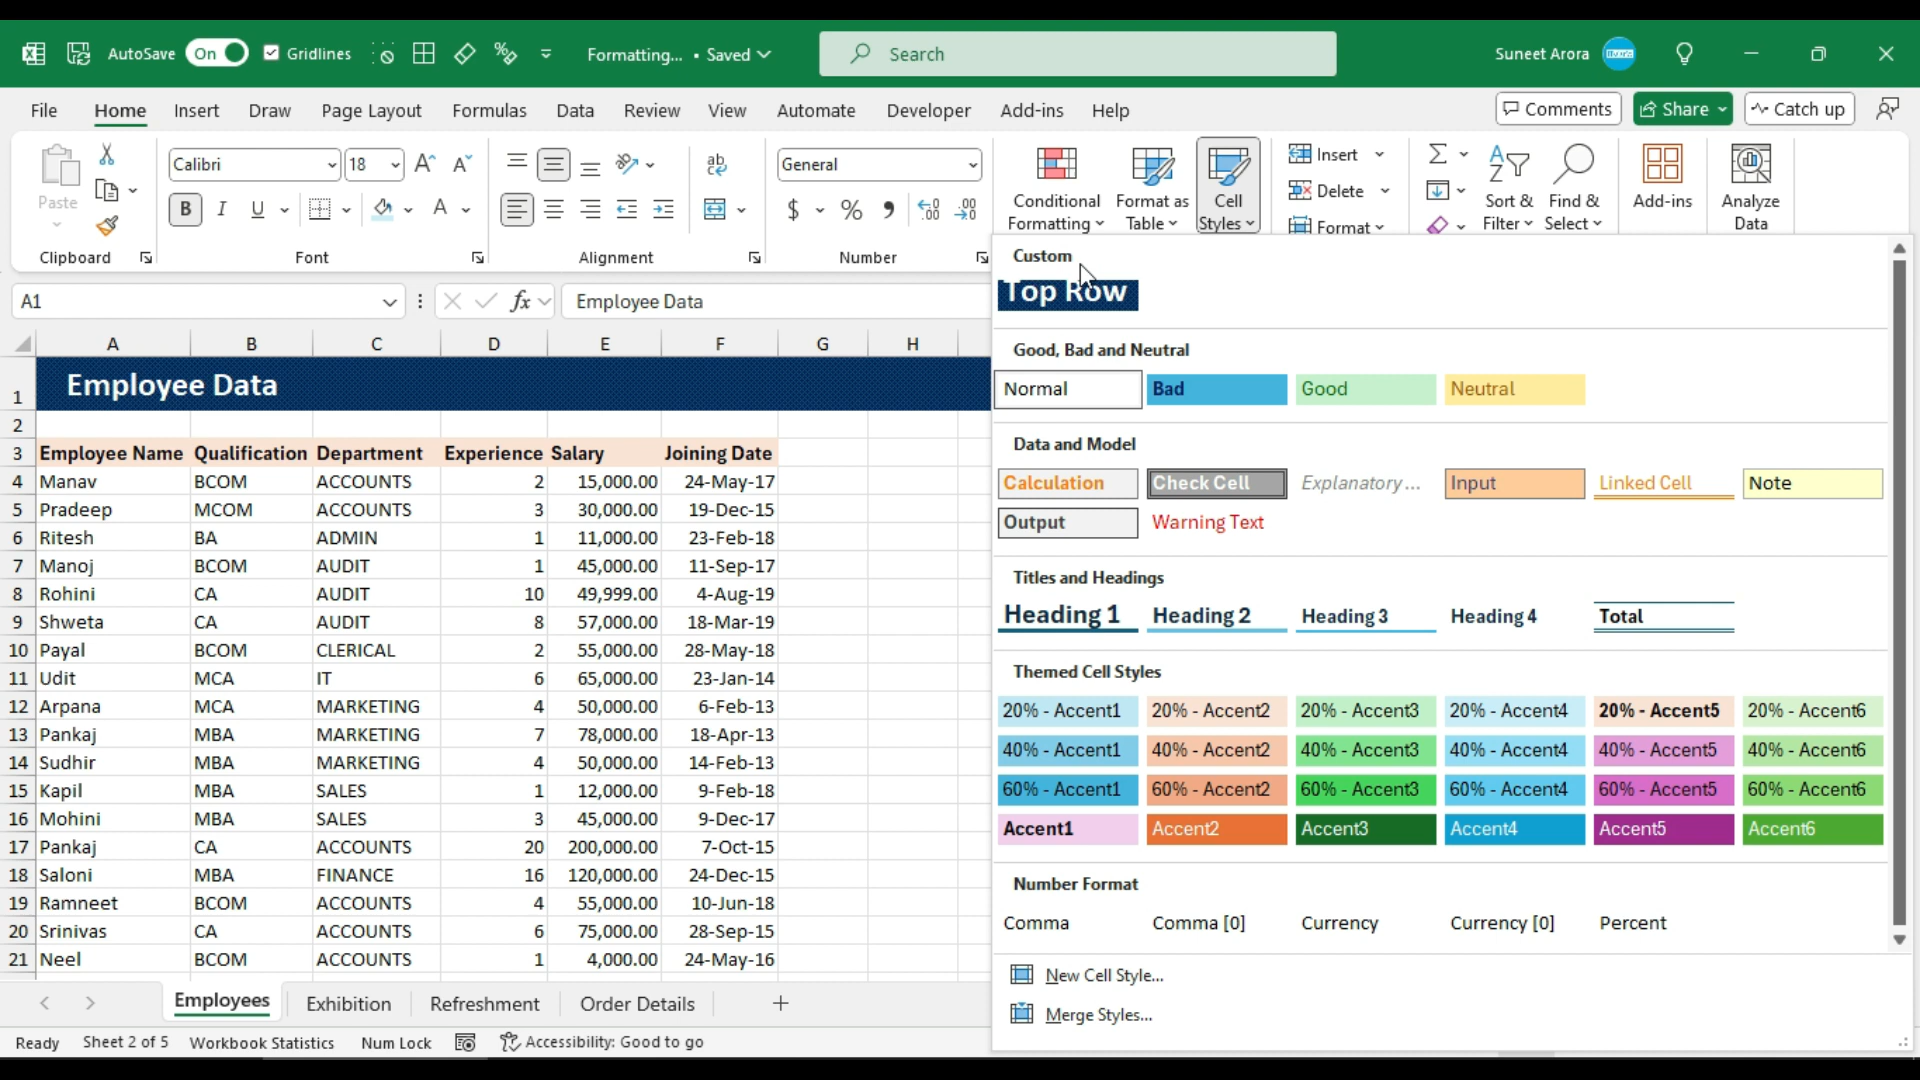 AutoSave On Gridlines Formatting... • Saved Search Suneet Arora
File Home Insert Draw Page Layout Formulas Data Review View Automate Developer Add-ins Help Comments Share Catch up
Paste
Clipboard
Calibri 18
B I U A
Font
ab
Alignment
General
$ % 9 .00 .00
Number
Conditional Formatting
Format as Table
Cell Styles
Insert
Delete
Format
Sort & Filter
Find & Select
Add-ins
Analyze Data
A1 fx Employee Data
A B C D E F G H
1 Employee Data
2
3 Employee Name Qualification Department Experience Salary Joining Date
4 Manav BCOM ACCOUNTS 2 15,000.00 24-May-17
5 Pradeep MCOM ACCOUNTS 3 30,000.00 19-Dec-15
6 Ritesh BA ADMIN 1 11,000.00 23-Feb-18
7 Manoj BCOM AUDIT 1 45,000.00 11-Sep-17
8 Rohini CA AUDIT 10 49,999.00 4-Aug-19
9 Shweta CA AUDIT 8 57,000.00 18-Mar-19
10 Payal BCOM CLERICAL 2 55,000.00 28-May-18
11 Udit MCA IT 6 65,000.00 23-Jan-14
12 Arpana MCA MARKETING 4 50,000.00 6-Feb-13
13 Pankaj MBA MARKETING 7 78,000.00 18-Apr-13
14 Sudhir MBA MARKETING 4 50,000.00 14-Feb-13
15 Kapil MBA SALES 1 12,000.00 9-Feb-18
16 Mohini MBA SALES 3 45,000.00 9-Dec-17
17 Pankaj CA ACCOUNTS 20 200,000.00 7-Oct-15
18 Saloni MBA FINANCE 16 120,000.00 24-Dec-15
19 Ramneet BCOM ACCOUNTS 4 55,000.00 10-Jun-18
20 Srinivas CA ACCOUNTS 6 75,000.00 28-Sep-15
21 Neel BCOM ACCOUNTS 1 4,000.00 24-May-16
Custom
Top Row
Good, Bad and Neutral
Normal Bad Good Neutral
Data and Model
Calculation Check Cell Explanatory ... Input Linked Cell Note
Output Warning Text
Titles and Headings
Heading 1 Heading 2 Heading 3 Heading 4 Total
Themed Cell Styles
20% - Accent1 20% - Accent2 20% - Accent3 20% - Accent4 20% - Accent5 20% - Accent6
40% - Accent1 40% - Accent2 40% - Accent3 40% - Accent4 40% - Accent5 40% - Accent6
60% - Accent1 60% - Accent2 60% - Accent3 60% - Accent4 60% - Accent5 60% - Accent6
Accent1 Accent2 Accent3 Accent4 Accent5 Accent6
Number Format
Comma Comma [0] Currency Currency [0] Percent
New Cell Style...
Merge Styles...
Employees Exhibition Refreshment Order Details
Ready Sheet 2 of 5 Workbook Statistics Num Lock Accessibility: Good to go